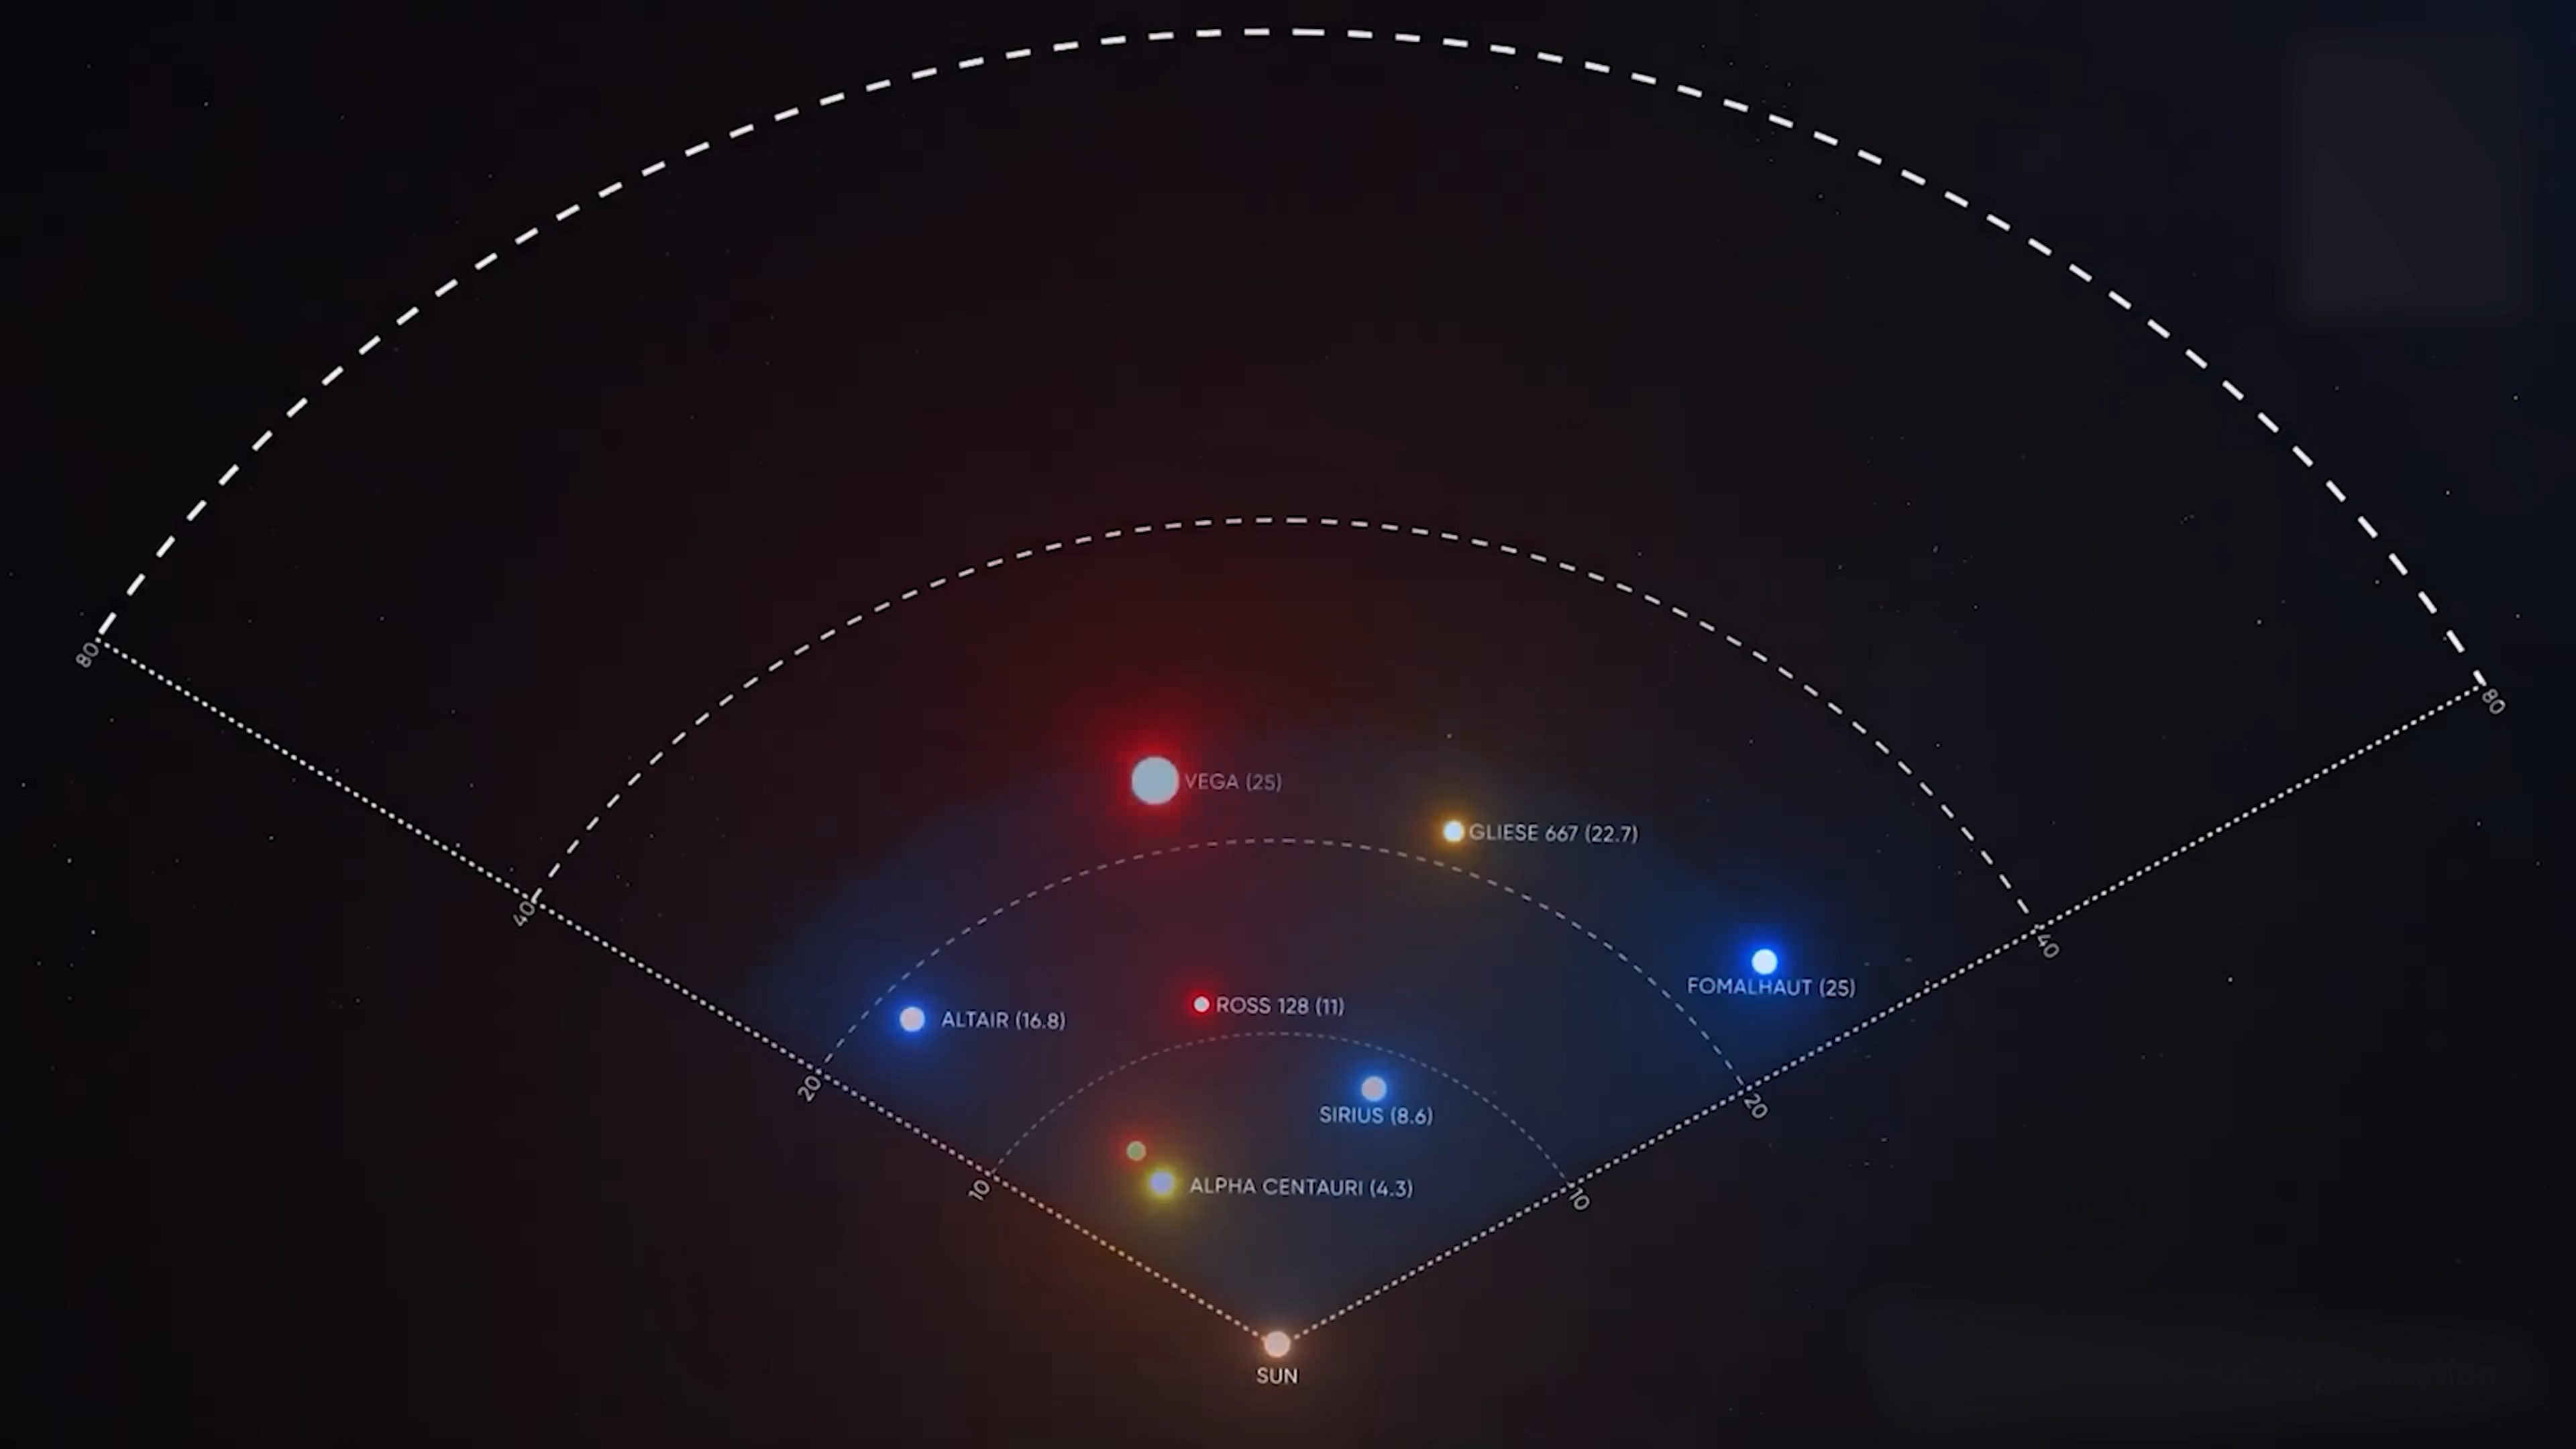 80
80
VEGA (25)
GLIESE 667 (22.7)
40
40
FOMALHAUT (25)
ROSS 128 (11)
ALTAIR (16.8)
20
20
SIRIUS (8.6)
ALPHA CENTAURI (4.3)
10
10
SUN